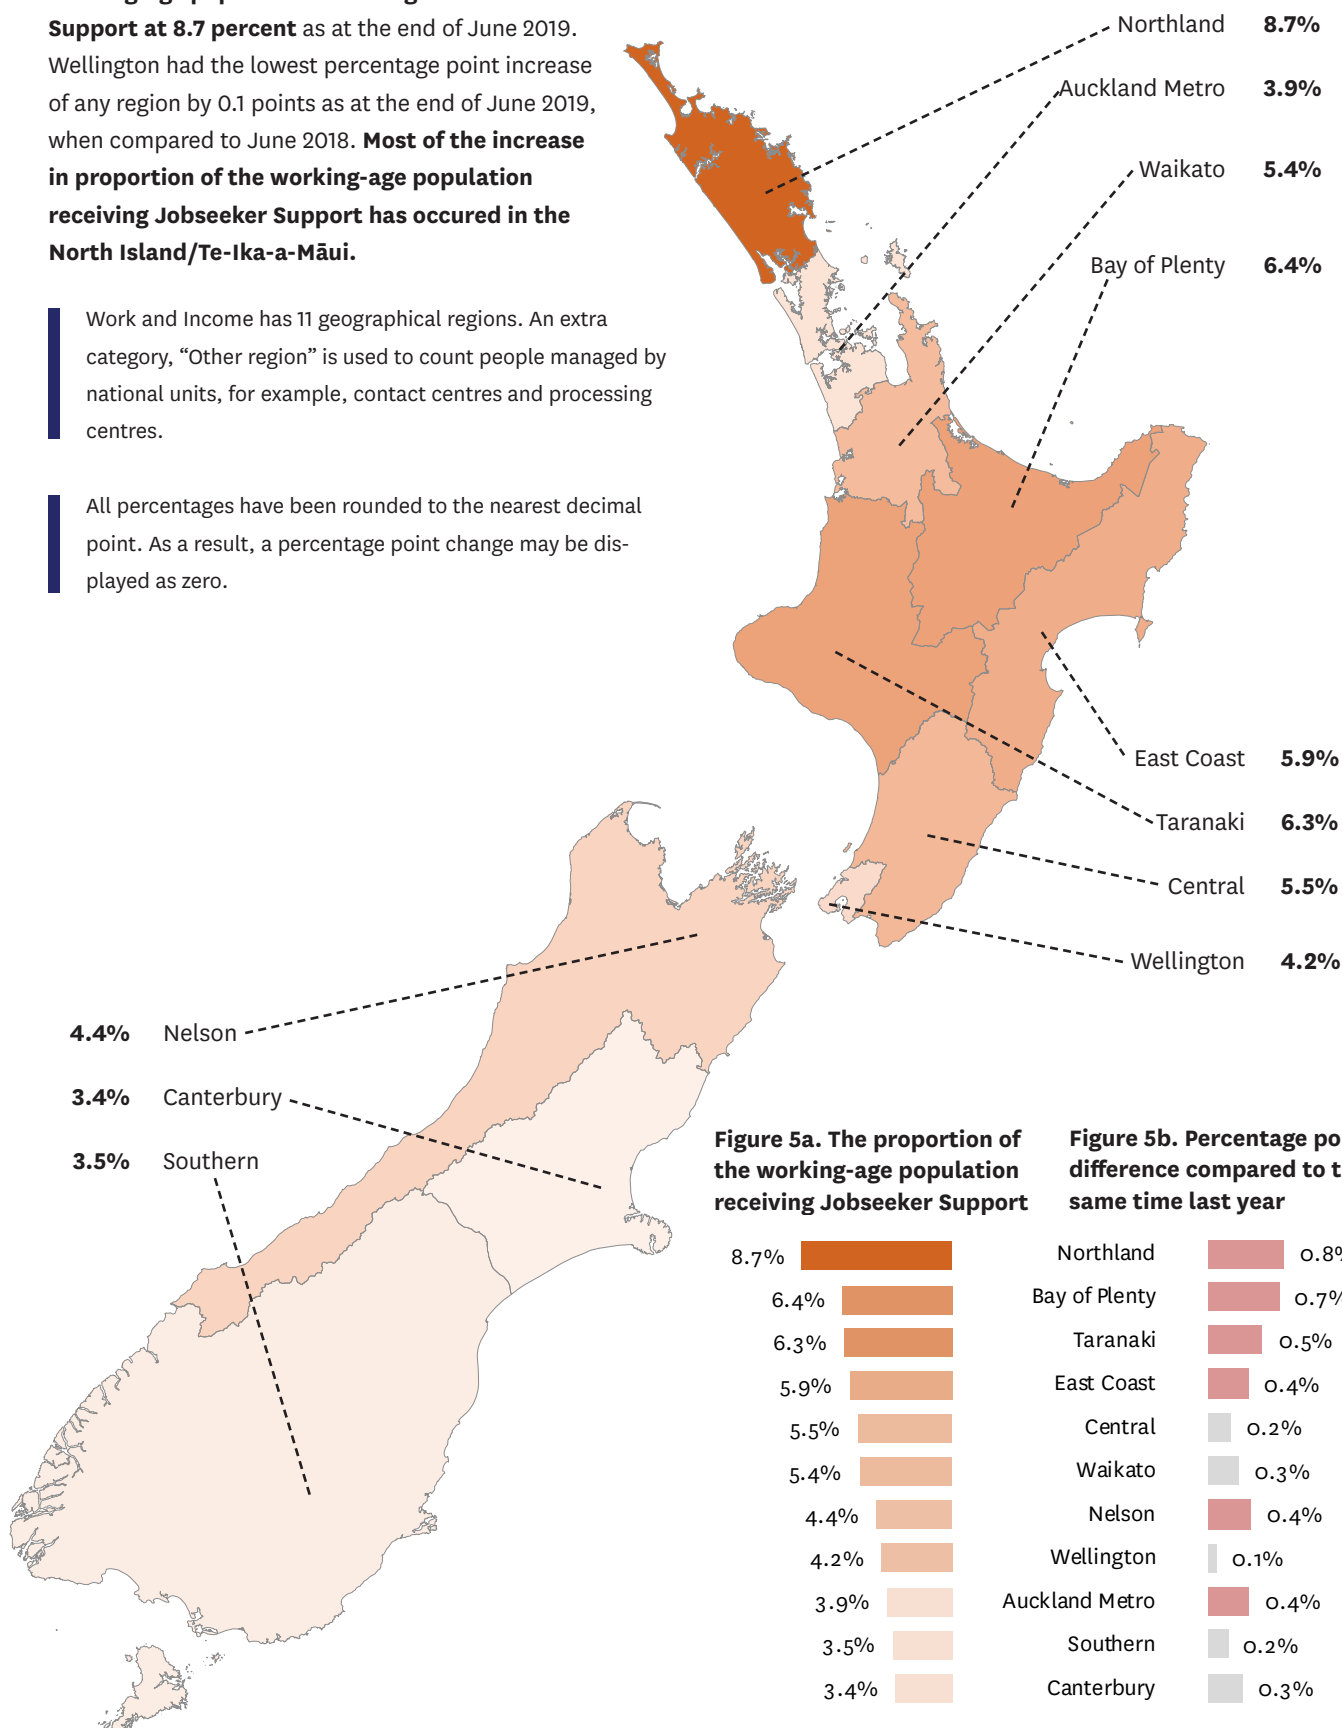 Support at 8.7 percent as at the end of June 2019.
Wellington had the lowest percentage point increase
of any region by 0.1 points as at the end of June 2019,
when compared to June 2018. Most of the increase
in proportion of the working-age population
receiving Jobseeker Support has occured in the
North Island/Te-Ika-a-Māui.
Work and Income has 11 geographical regions. An extra
category, “Other region” is used to count people managed by
national units, for example, contact centres and processing
centres.
All percentages have been rounded to the nearest decimal
point. As a result, a percentage point change may be dis-
played as zero.
Northland 8.7%
Auckland Metro 3.9%
Waikato 5.4%
Bay of Plenty 6.4%
East Coast 5.9%
Taranaki 6.3%
Central 5.5%
Wellington 4.2%
4.4% Nelson
3.4% Canterbury
3.5% Southern
Figure 5a. The proportion of
the working-age population
receiving Jobseeker Support
Figure 5b. Percentage po
difference compared to t
same time last year
8.7% Northland 0.8%
6.4% Bay of Plenty 0.7%
6.3% Taranaki 0.5%
5.9% East Coast 0.4%
5.5% Central 0.2%
5.4% Waikato 0.3%
4.4% Nelson 0.4%
4.2% Wellington 0.1%
3.9% Auckland Metro 0.4%
3.5% Southern 0.2%
3.4% Canterbury 0.3%